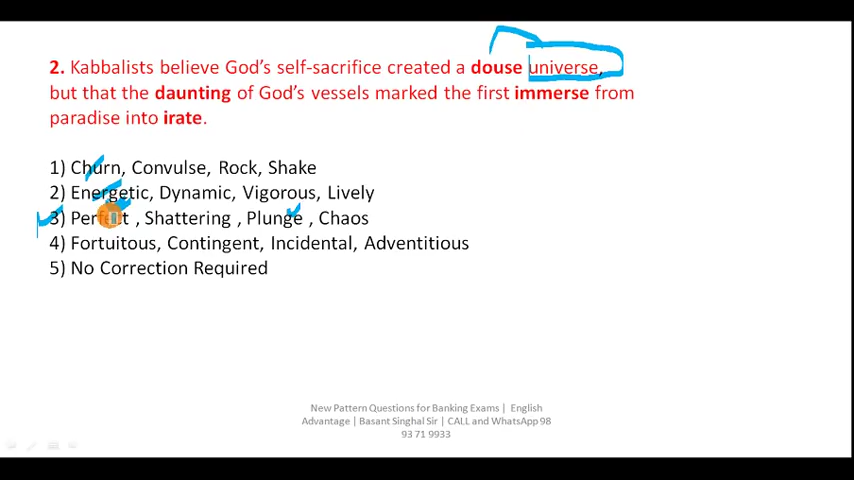 2. Kabbalists believe God's self-sacrifice created a douse universe,
but that the daunting of God's vessels marked the first immerse from
paradise into irate.
1) Churn, Convulse, Rock, Shake
2) Energetic, Dynamic, Vigorous, Lively
3) Perfect , Shattering , Plunge , Chaos
4) Fortuitous, Contingent, Incidental, Adventitious
5) No Correction Required
New Pattern Questions for Banking Exams | English
Advantage | Basant Singhal Sir | CALL and WhatsApp 98
93 71 9933